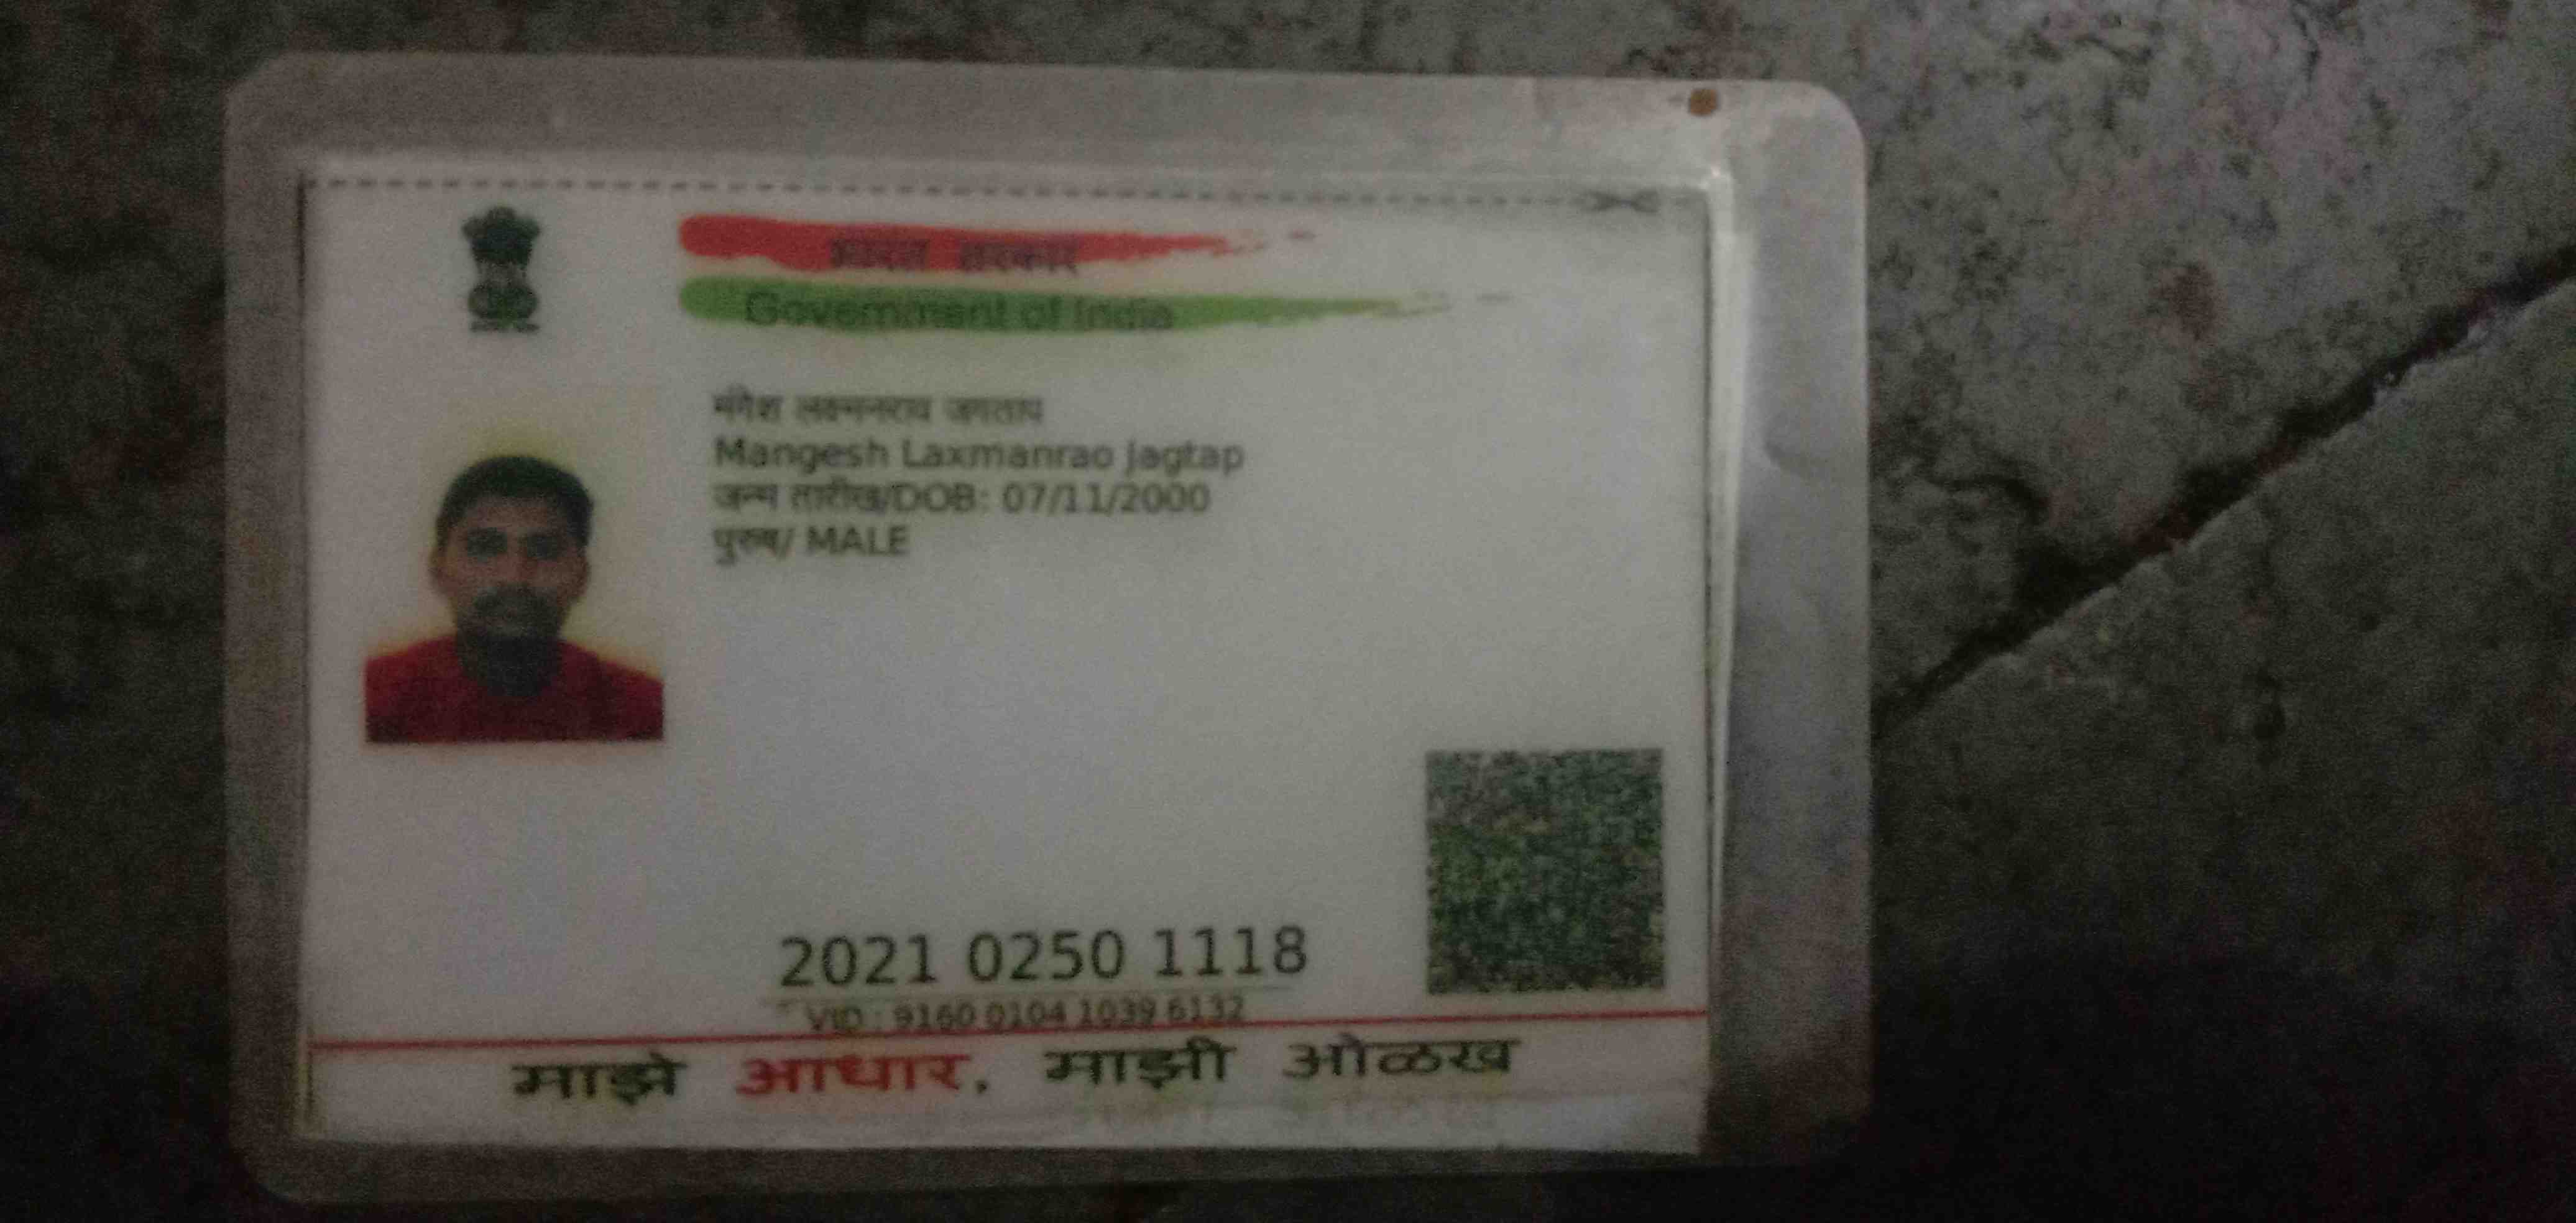 भारत सरकार
Government of India
मंगेश लक्ष्मनराव जगताप
Mangesh Laxmanrao Jagtap
जन्म तारीख/DOB: 07/11/2000
पुरुष/ MALE
2021 0250 1118
VID : 9160 0104 1039 6132
माझे आधार, माझी ओळख